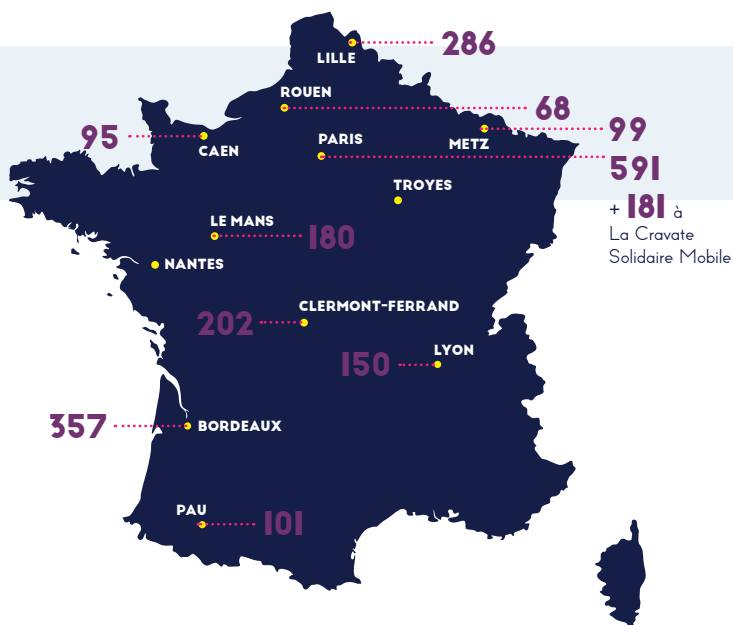 286
LILLE
ROUEN
68
99
95
CAEN
PARIS
METZ
591
TROYES
+ 181 à
La Cravate
Solidaire Mobile
LE MANS
180
NANTES
CLERMONT-FERRAND
202
LYON
150
357
BORDEAUX
PAU
101